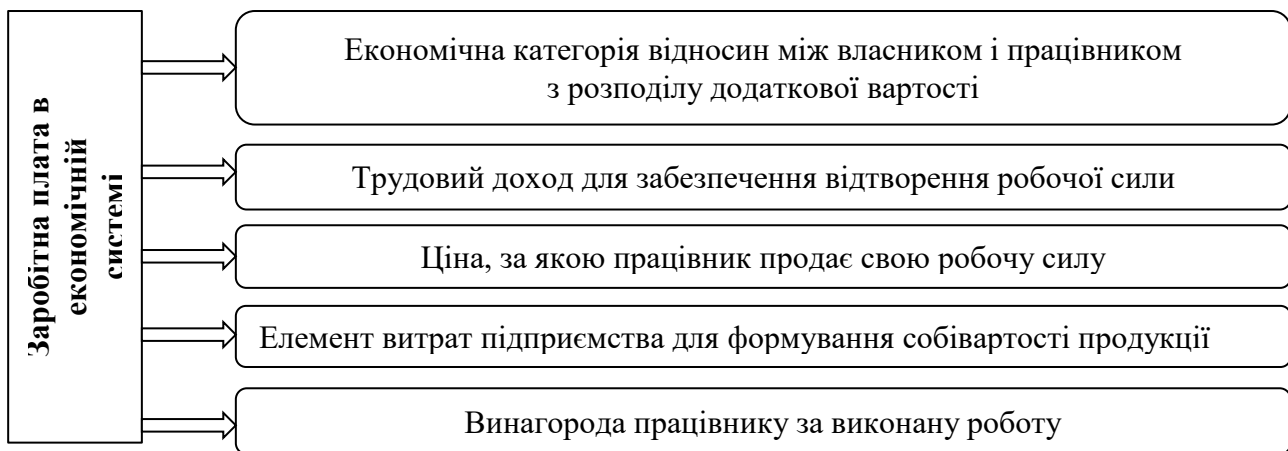 Заробітна плата в
економічній
системі
Економічна категорія відносин між власником і працівником
з розподілу додаткової вартості
Трудовий доход для забезпечення відтворення робочої сили
Ціна, за якою працівник продає свою робочу силу
Елемент витрат підприємства для формування собівартості продукції
Винагорода працівнику за виконану роботу